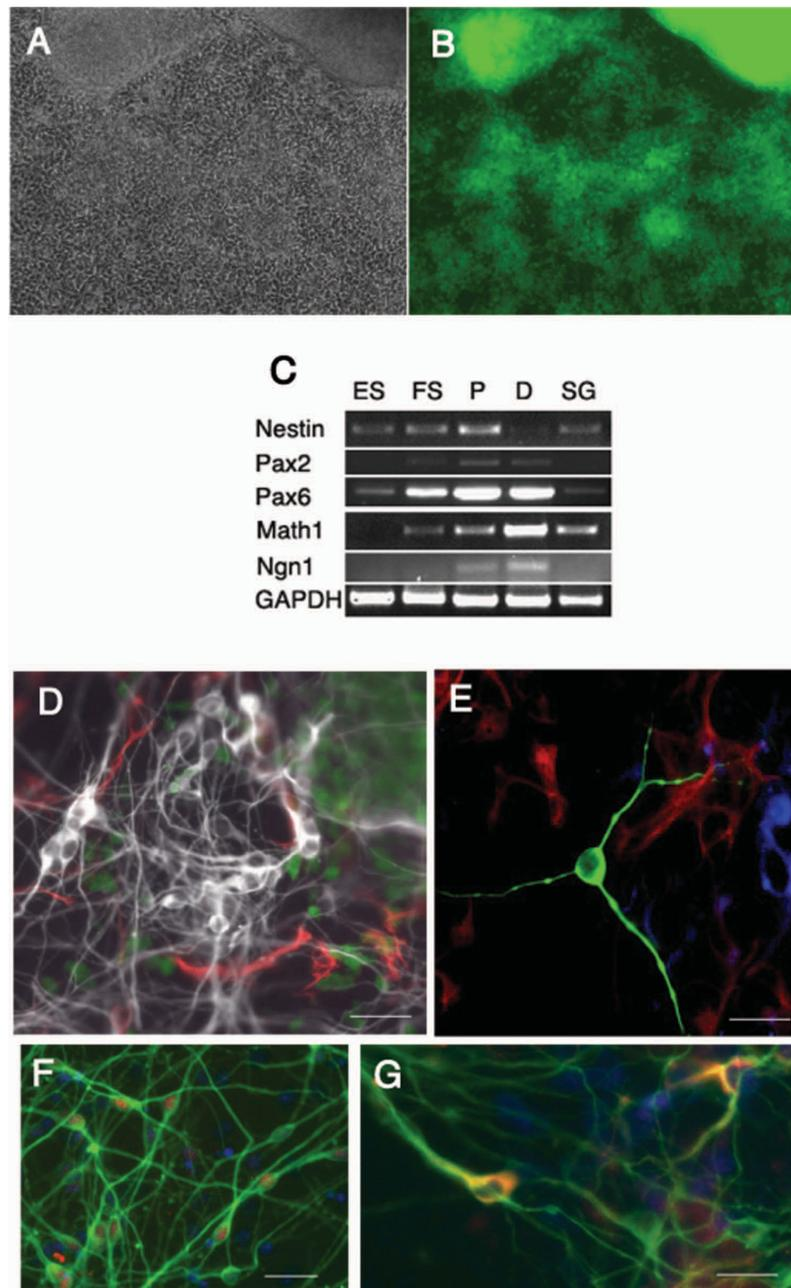 A B
C
ES FS P D SG
Nestin
Pax2
Pax6
Math1
Ngn1
GAPDH
D E
F G